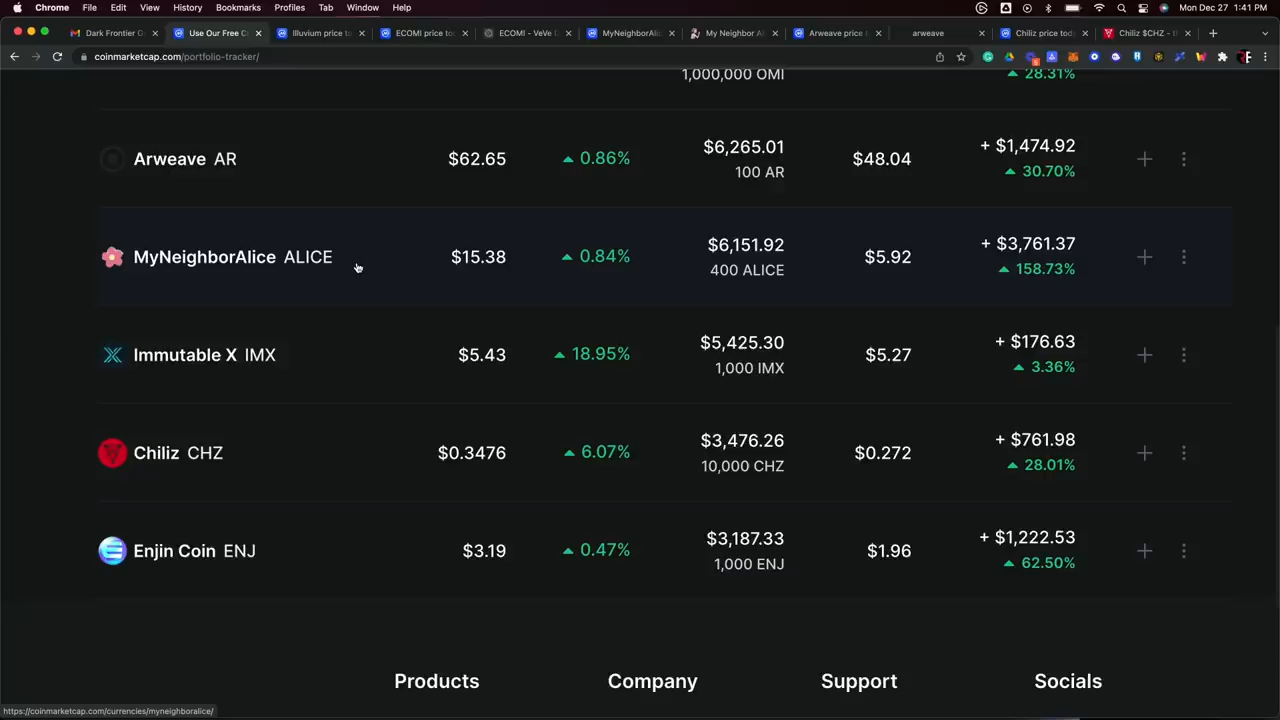 Chrome File Edit View History Bookmarks Profiles Tab Window Help Mon Dec 27 1:41 PM
Dark Frontier Use Our Free C Illuvium price to ECOMI price to ECOMI - VeVe MyNeighborAli My Neighbor Al Arweave price arweave Chiliz price tod Chiliz $CHZ - t
coinmarketcap.com/portfolio-tracker/
1,000,000 OMI 28.31%
Arweave AR $62.65 0.86% $6,265.01 $48.04 + $1,474.92
100 AR 30.70%
MyNeighborAlice ALICE $15.38 0.84% $6,151.92 $5.92 + $3,761.37
400 ALICE 158.73%
Immutable X IMX $5.43 18.95% $5,425.30 $5.27 + $176.63
1,000 IMX 3.36%
Chiliz CHZ $0.3476 6.07% $3,476.26 $0.272 + $761.98
10,000 CHZ 28.01%
Enjin Coin ENJ $3.19 0.47% $3,187.33 $1.96 + $1,222.53
1,000 ENJ 62.50%
Products Company Support Socials
https://coinmarketcap.com/currencies/myneighboralice/